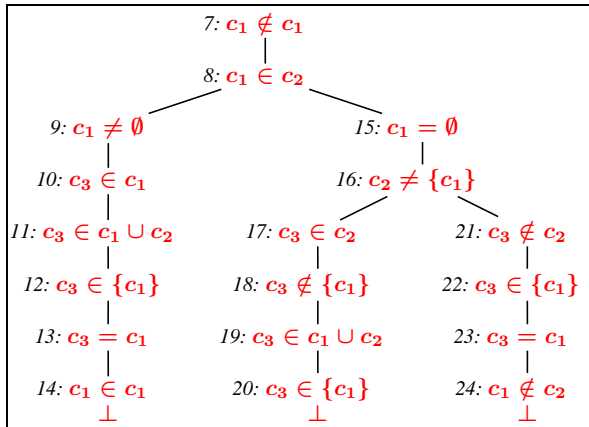 7: c₁ ∉ c₁
8: c₁ ∈ c₂
9: c₁ ≠ ∅ 15: c₁ = ∅
10: c₃ ∈ c₁ 16: c₂ ≠ {c₁}
11: c₃ ∈ c₁ ∪ c₂ 17: c₃ ∈ c₂ 21: c₃ ∉ c₂
12: c₃ ∈ {c₁} 18: c₃ ∉ {c₁} 22: c₃ ∈ {c₁}
13: c₃ = c₁ 19: c₃ ∈ c₁ ∪ c₂ 23: c₃ = c₁
14: c₁ ∈ c₁ 20: c₃ ∈ {c₁} 24: c₁ ∉ c₂
⊥ ⊥ ⊥